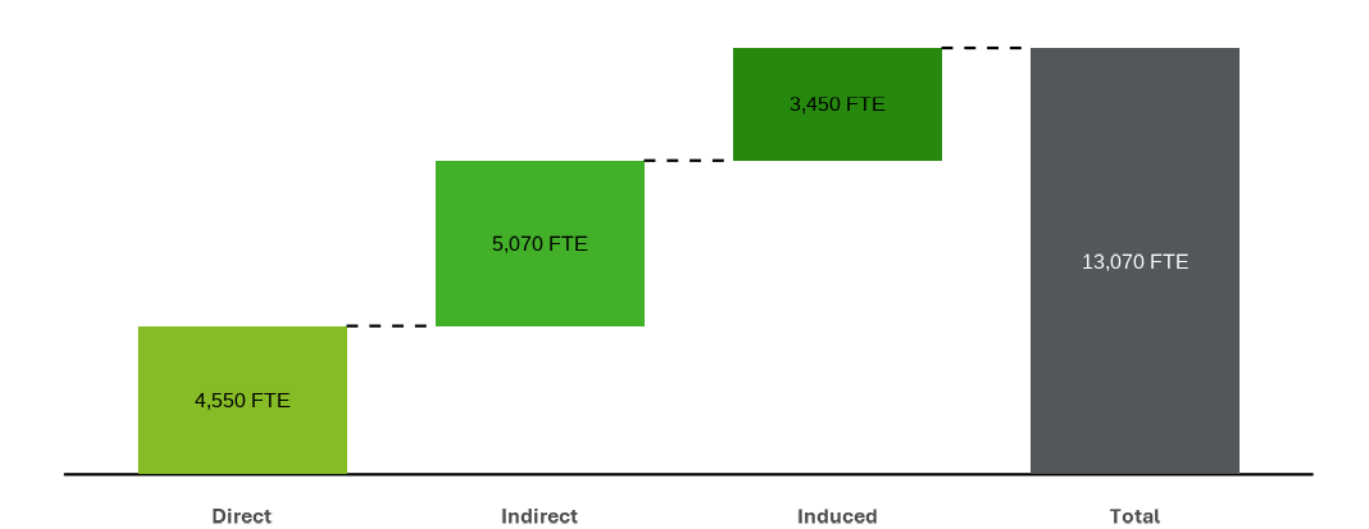 3,450 FTE
5,070 FTE
13,070 FTE
4,550 FTE
Direct Indirect Induced Total